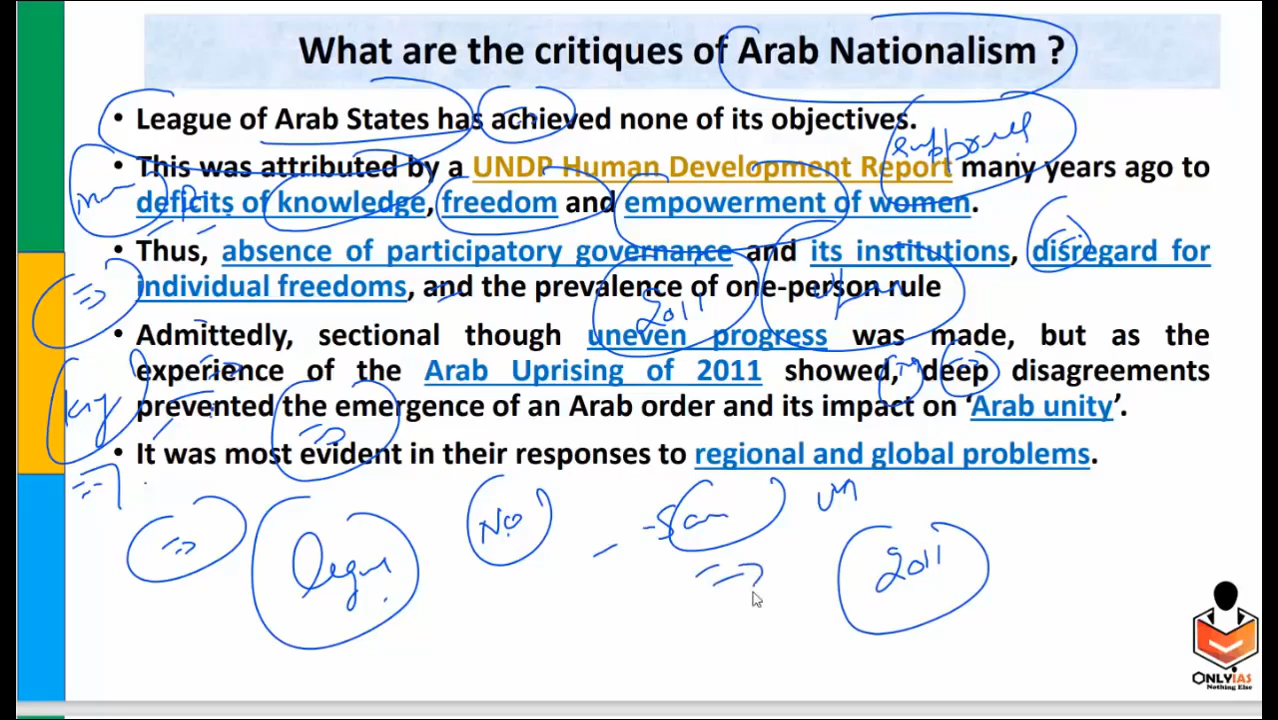 What are the critiques of Arab Nationalism ?
• League of Arab States has achieved none of its objectives.
• This was attributed by a UNDP Human Development Report many years ago to
deficits of knowledge, freedom and empowerment of women.
• Thus, absence of participatory governance and its institutions, disregard for
individual freedoms, and the prevalence of one-person rule
• Admittedly, sectional though uneven progress was made, but as the
experience of the Arab Uprising of 2011 showed, deep disagreements
prevented the emergence of an Arab order and its impact on ‘Arab unity’.
• It was most evident in their responses to regional and global problems.
2011
No
2011
ONLYIAS
Nothing Else